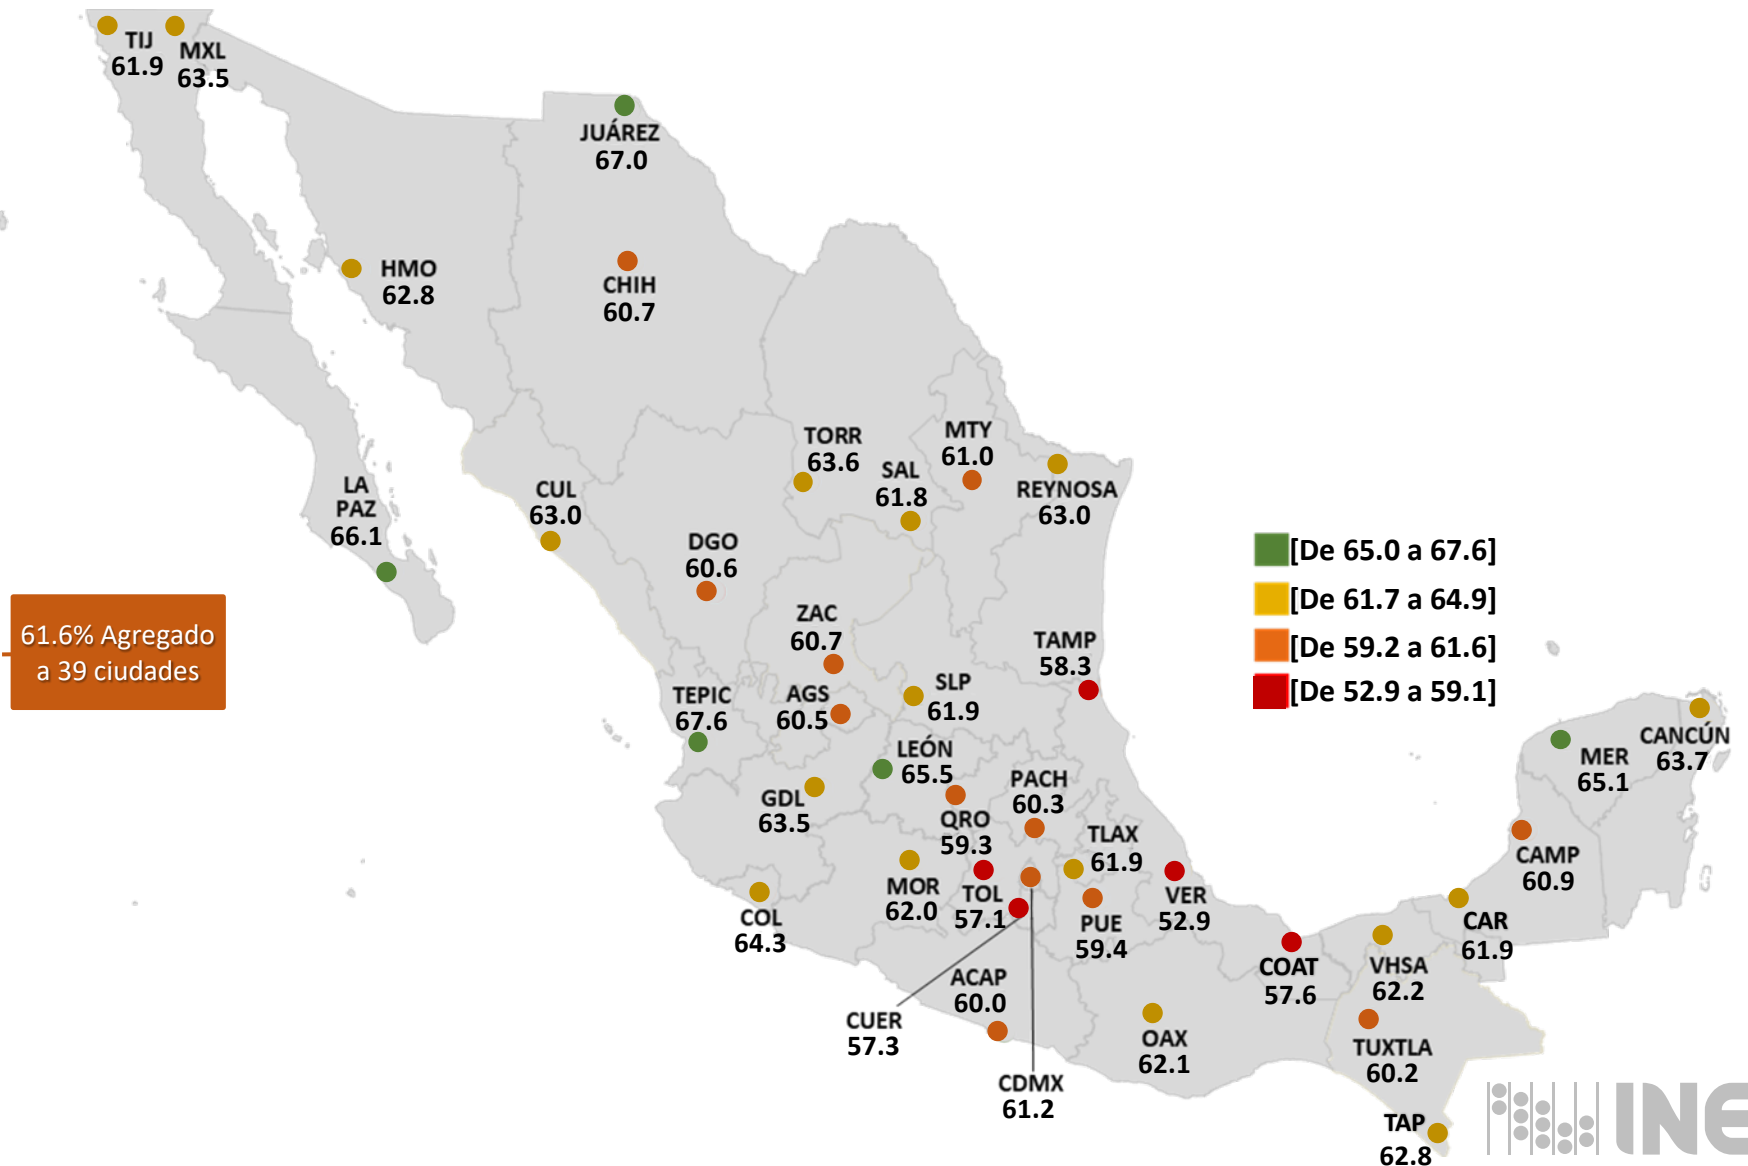 TIJ
61.9
MXL
63.5
JUÁREZ
67.0
HMO
62.8
CHIH
60.7
LA
PAZ
66.1
CUL
63.0
TORR
63.6
SAL
61.8
MTY
61.0
REYNOSA
63.0
DGO
60.6
[De 65.0 a 67.6]
[De 61.7 a 64.9]
[De 59.2 a 61.6]
[De 52.9 a 59.1]
61.6% Agregado
a 39 ciudades
ZAC
60.7
TAMP
58.3
TEPIC
67.6
AGS
60.5
SLP
61.9
LEÓN
65.5
GDL
63.5
QRO
59.3
PACH
60.3
TLAX
61.9
MER
65.1
CANCÚN
63.7
CAMP
60.9
COL
64.3
MOR
62.0
TOL
57.1
PUE
59.4
VER
52.9
CAR
61.9
COAT
57.6
VHSA
62.2
ACAP
60.0
CUER
57.3
CDMX
61.2
OAX
62.1
TUXTLA
60.2
TAP
62.8
INE